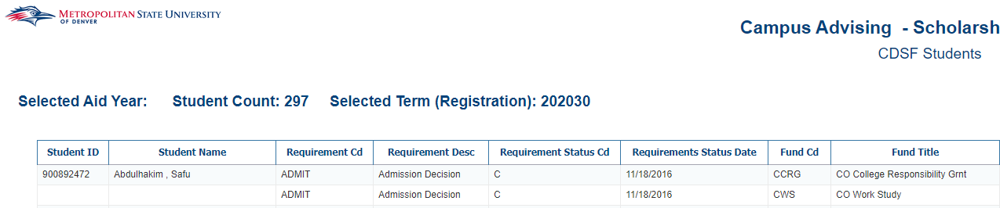 METROPOLITAN STATE UNIVERSITY
OF DENVER
Campus Advising - Scholarsh
CDSF Students
Selected Aid Year: Student Count: 297 Selected Term (Registration): 202030
Student ID Student Name Requirement Cd Requirement Desc Requirement Status Cd Requirements Status Date Fund Cd Fund Title
900892472 Abdulhakim , Safu ADMIT Admission Decision C 11/18/2016 CCRG CO College Responsibility Grnt
ADMIT Admission Decision C 11/18/2016 CWS CO Work Study